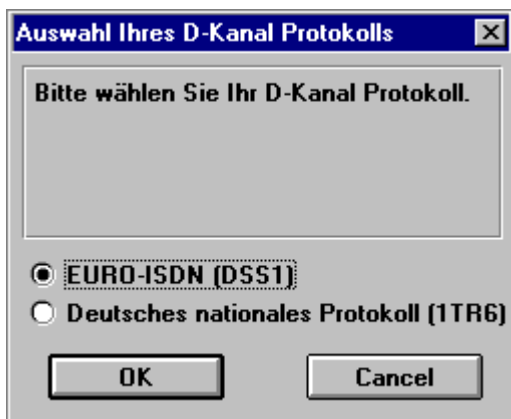 Auswahl Ihres D-Kanal Protokolls
Bitte wählen Sie Ihr D-Kanal Protokoll.
EURO-ISDN (DSS1)
Deutsches nationales Protokoll (1TR6)
OK Cancel